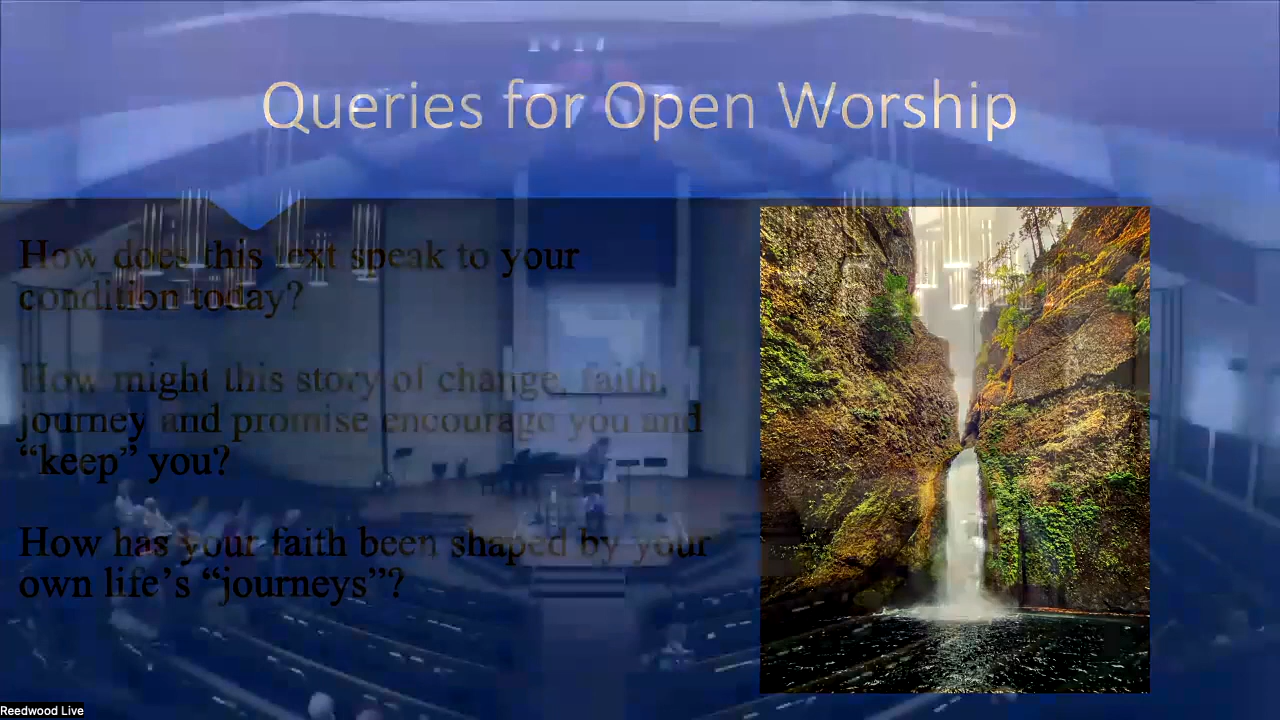 Queries for Open Worship
How does this text speak to your
condition today?
How might this story of change, faith,
journey and promise encourage you and
“keep” you?
How has your faith been shaped by your
own life’s “journeys”?
Reedwood Live